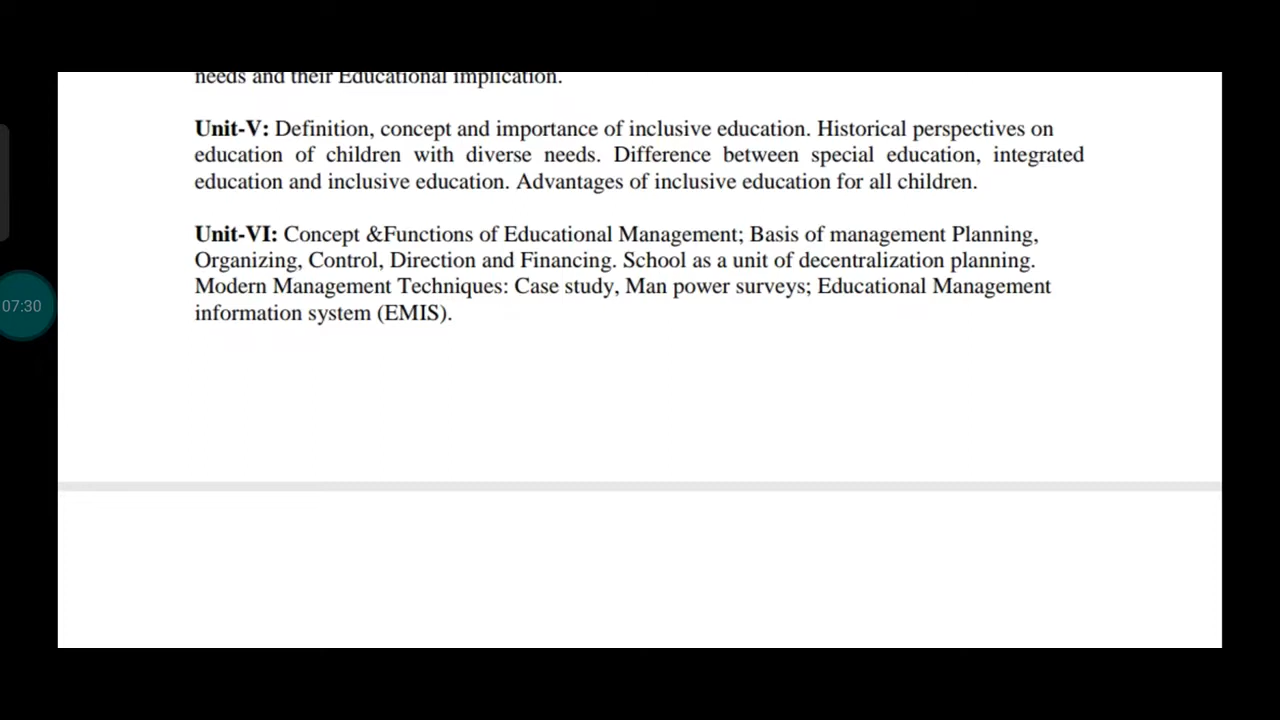 needs and their Educational implication.
Unit-V: Definition, concept and importance of inclusive education. Historical perspectives on
education of children with diverse needs. Difference between special education, integrated
education and inclusive education. Advantages of inclusive education for all children.
Unit-VI: Concept &Functions of Educational Management; Basis of management Planning,
Organizing, Control, Direction and Financing. School as a unit of decentralization planning.
Modern Management Techniques: Case study, Man power surveys; Educational Management
information system (EMIS).
07:30